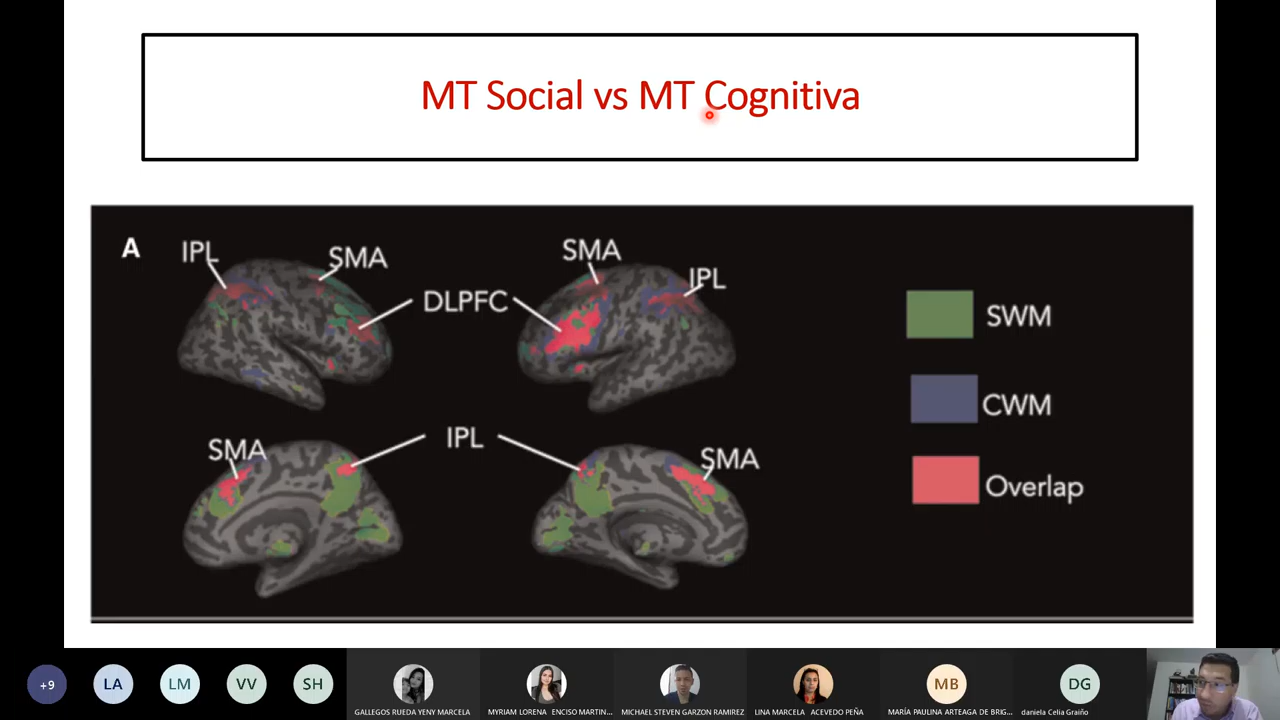 MT Social vs MT Cognitiva
A
IPL
SMA
DLPFC
SMA
IPL
SWM
CWM
Overlap
SMA
IPL
SMA
+9
LA
LM
VV
SH
GALLEGOS RUEDA YENY MARCELA
MYRIAM LORENA ENCISO MARTIN...
MICHAEL STEVEN GARZON RAMIREZ
LINA MARCELA ACEVEDO PEÑA
MB
MARÍA PAULINA ARTEAGA DE BRIG...
DG
daniela Celia Graiño